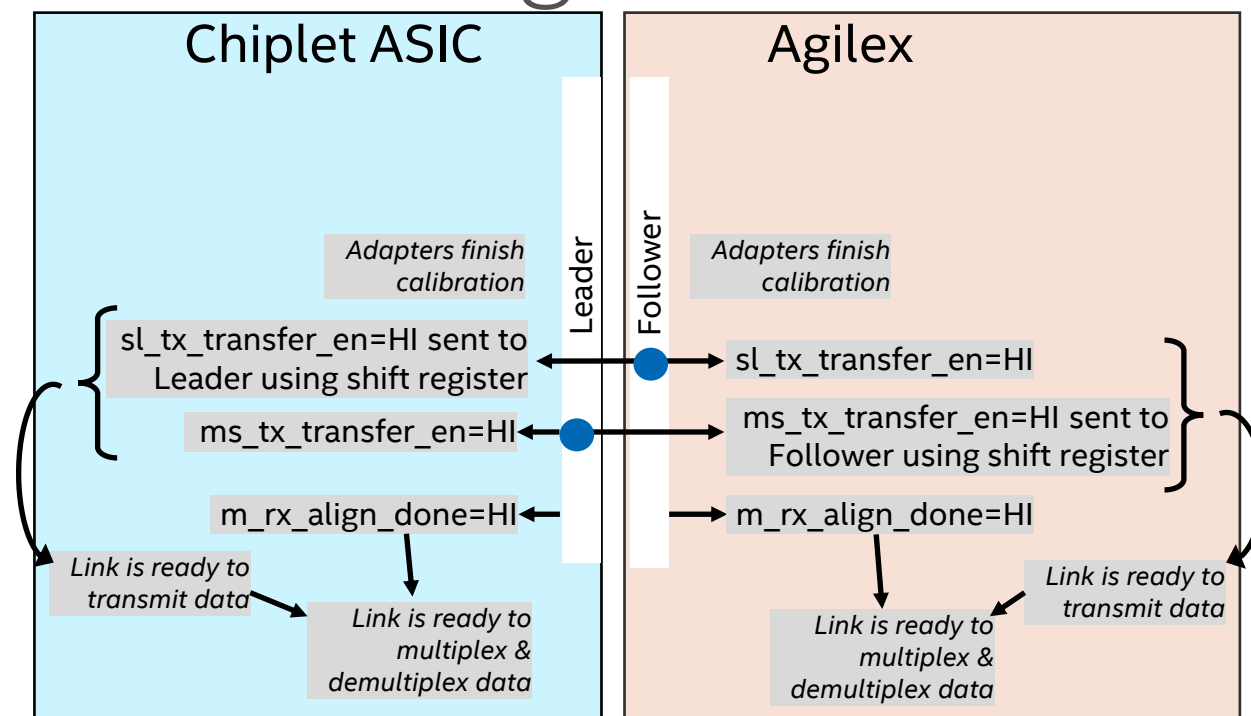 Chiplet ASIC
Agilex
Leader
Follower
Adapters finish
calibration
Adapters finish
calibration
sl_tx_transfer_en=HI sent to
Leader using shift register
sl_tx_transfer_en=HI
ms_tx_transfer_en=HI
ms_tx_transfer_en=HI sent to
Follower using shift register
m_rx_align_done=HI
m_rx_align_done=HI
Link is ready to
transmit data
Link is ready to
multiplex &
demultiplex data
Link is ready to
multiplex &
demultiplex data
Link is ready to
transmit data